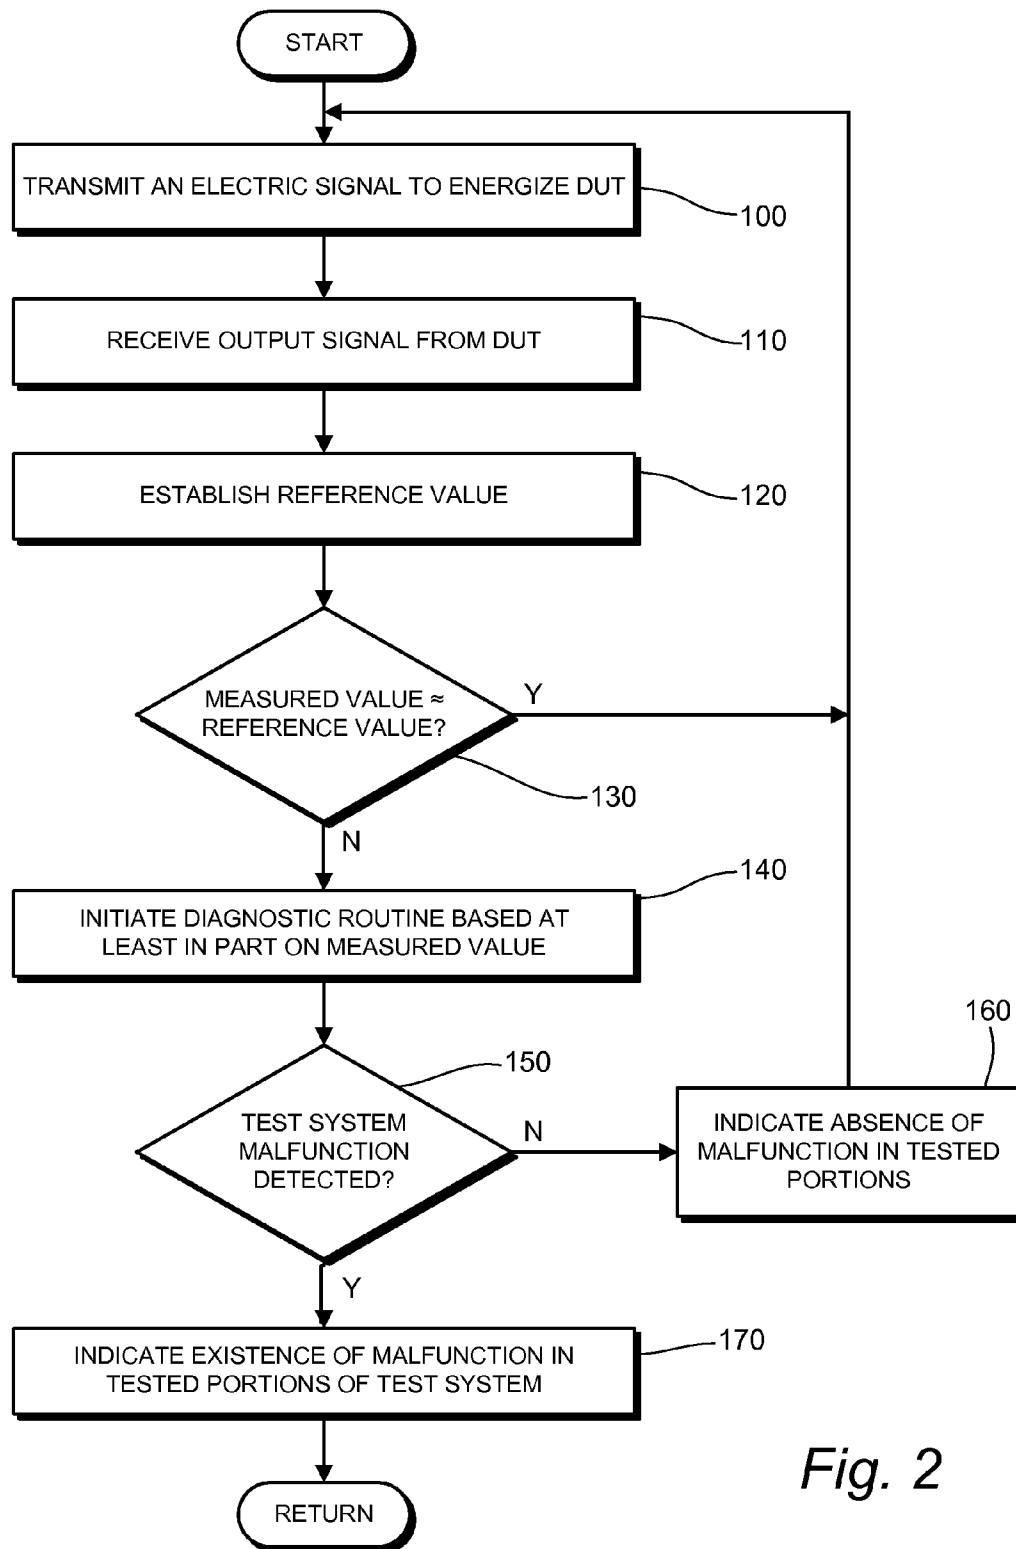 START
TRANSMIT AN ELECTRIC SIGNAL TO ENERGIZE DUT
100
RECEIVE OUTPUT SIGNAL FROM DUT
110
ESTABLISH REFERENCE VALUE
120
MEASURED VALUE ≈
REFERENCE VALUE?
Y
130
N
140
INITIATE DIAGNOSTIC ROUTINE BASED AT
LEAST IN PART ON MEASURED VALUE
150
160
TEST SYSTEM
MALFUNCTION
DETECTED?
N
INDICATE ABSENCE OF
MALFUNCTION IN TESTED
PORTIONS
Y
170
INDICATE EXISTENCE OF MALFUNCTION IN
TESTED PORTIONS OF TEST SYSTEM
RETURN
Fig. 2